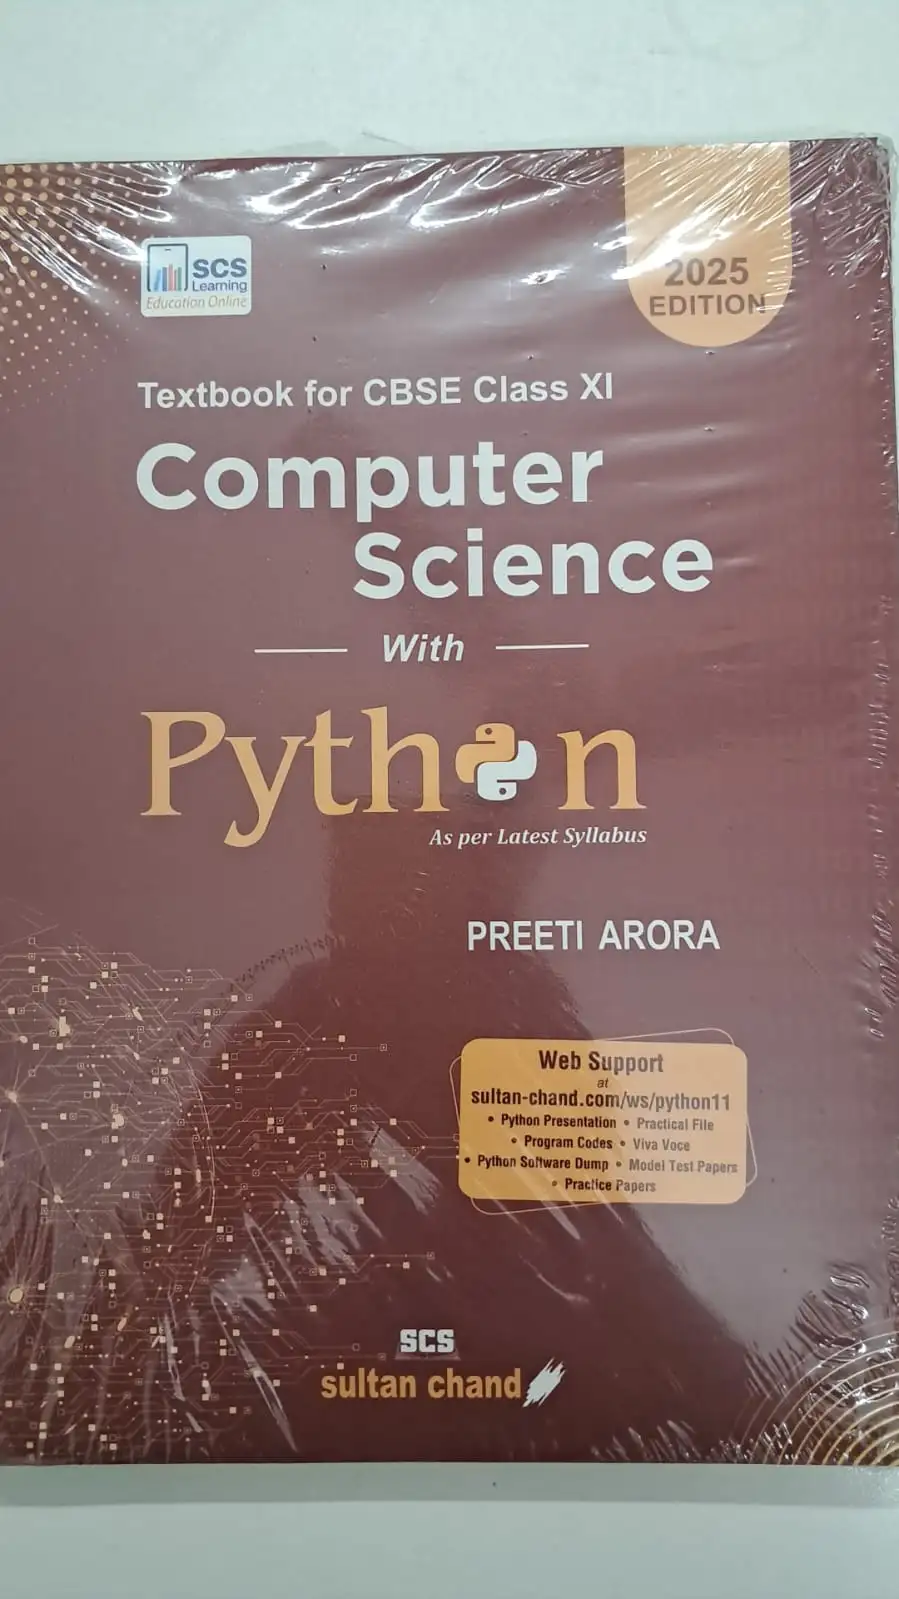 SCS
Learning
Education Online
2025
EDITION
Textbook for CBSE Class XI
Computer
Science
With
Python
As per Latest Syllabus
PREETI ARORA
Web Support
at
sultan-chand.com/ws/python11
• Python Presentation • Practical File
• Program Codes • Viva Voce
• Python Software Dump • Model Test Papers
• Practice Papers
SCS
sultan chand